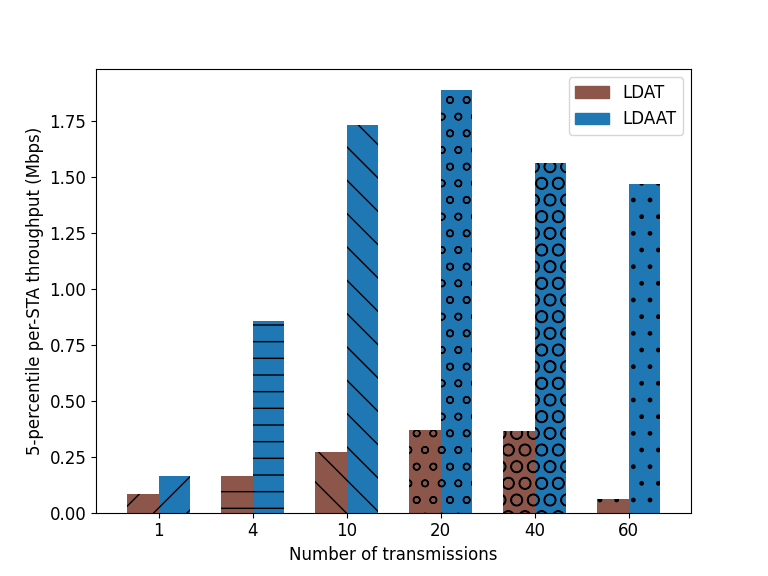 LDAT
LDAAT
5-percentile per-STA throughput (Mbps)
1.75
1.50
1.25
1.00
0.75
0.50
0.25
0.00
1 4 10 20 40 60
Number of transmissions